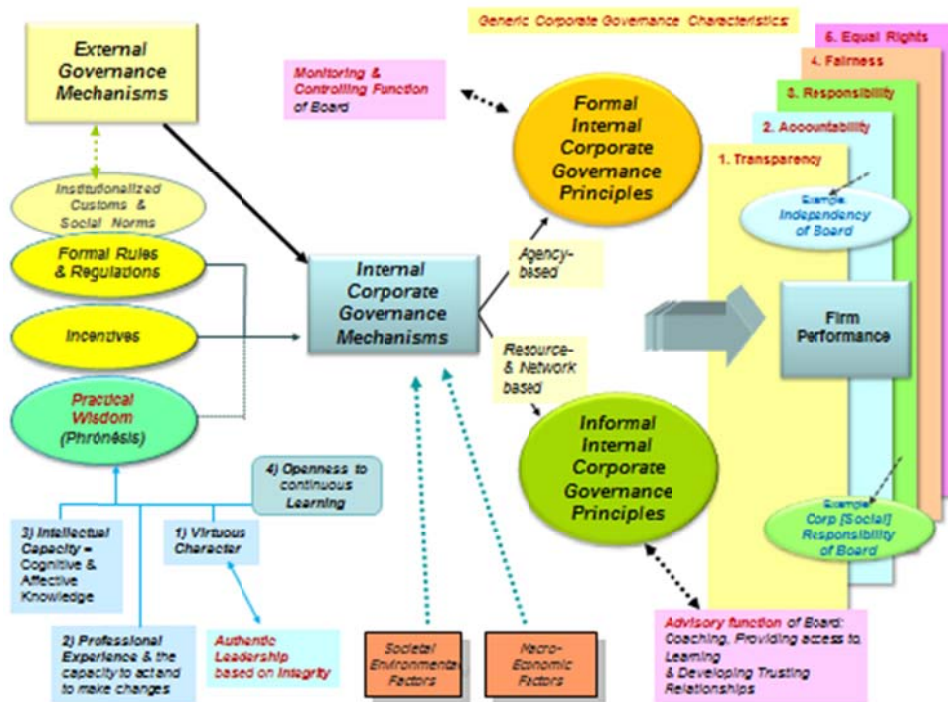 Generic Corporate Governance Characteristics:
External
Governance
Mechanisms
Monitoring &
Controlling Function
of Board
Formal
Internal
Corporate
Governance
Principles
5. Equal Rights
4. Fairness
3. Responsibility
2. Accountability
1. Transparency
Institutionalized
Customs &
Social Norms
Formal Rules
& Regulations
Incentives
Practical
Wisdom
(Phronêsis)
Internal
Corporate
Governance
Mechanisms
Agency-
based
Resource-
& Network
based
Example:
Independency
of Board
Firm
Performance
Informal
Internal
Corporate
Governance
Principles
Example:
Corp [Social]
Responsibility
of Board
4) Openness to
continuous
Learning
3) Intellectual
Capacity =
Cognitive &
Affective
Knowledge
1) Virtuous
Character
2) Professional
Experience & the
capacity to act and
to make changes
Authentic
Leadership
based on Integrity
Societal
Environmental
Factors
Macro-
Economic
Factors
Advisory function of Board:
Coaching, Providing access to,
Learning
& Developing Trusting
Relationships